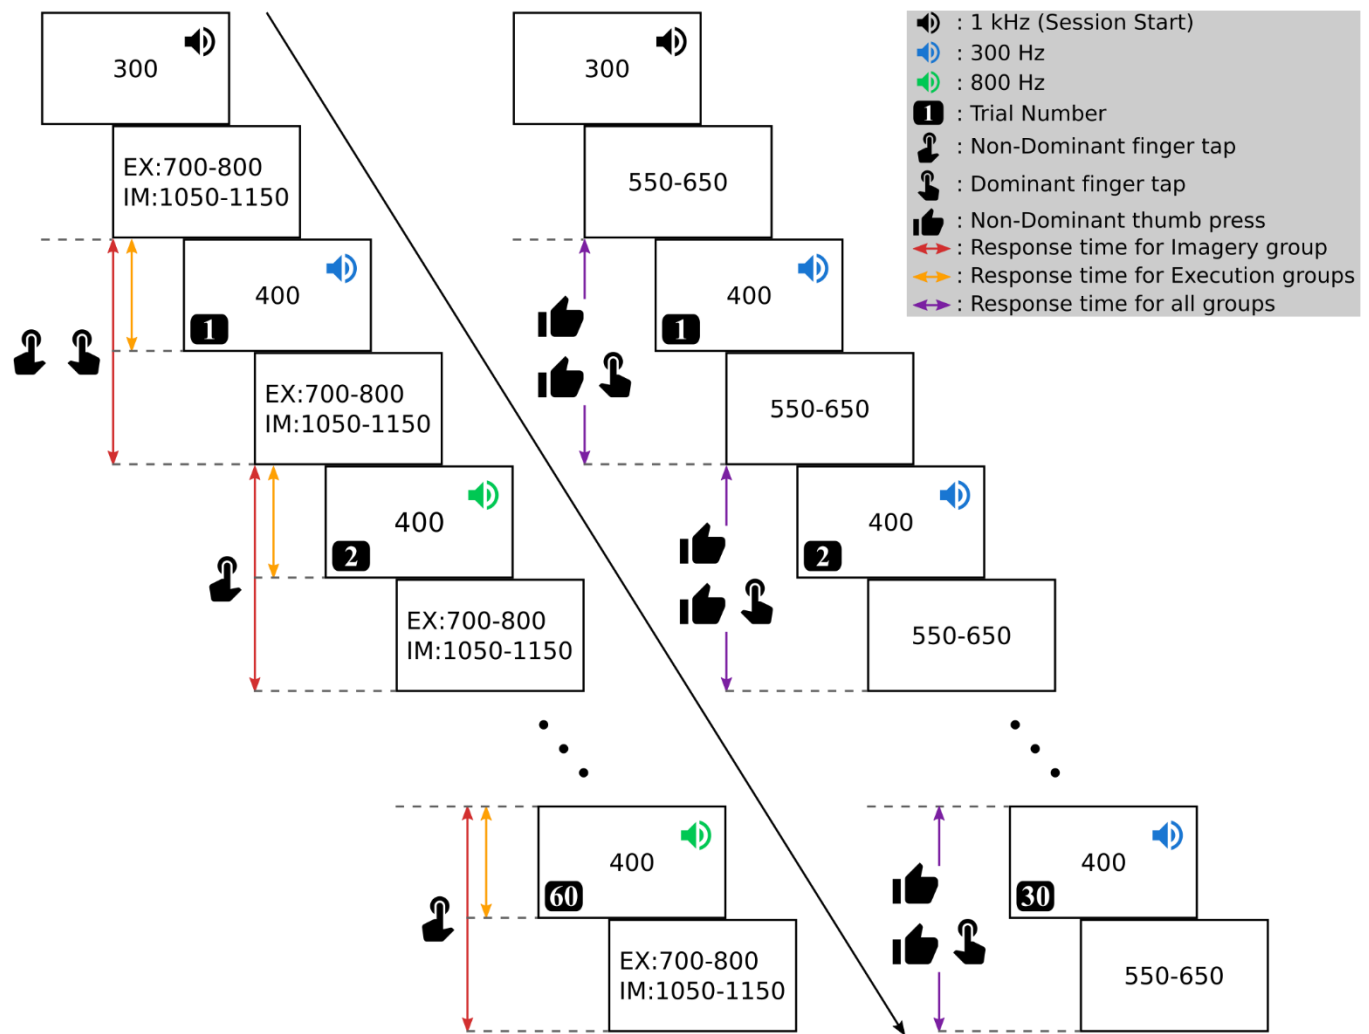 300
EX:700-800
IM:1050-1150
400
1
EX:700-800
IM:1050-1150
400
2
EX:700-800
IM:1050-1150
400
60
EX:700-800
IM:1050-1150
300
550-650
400
1
550-650
400
2
550-650
400
30
550-650
: 1 kHz (Session Start)
: 300 Hz
: 800 Hz
1 : Trial Number
: Non-Dominant finger tap
: Dominant finger tap
: Non-Dominant thumb press
: Response time for Imagery group
: Response time for Execution groups
: Response time for all groups